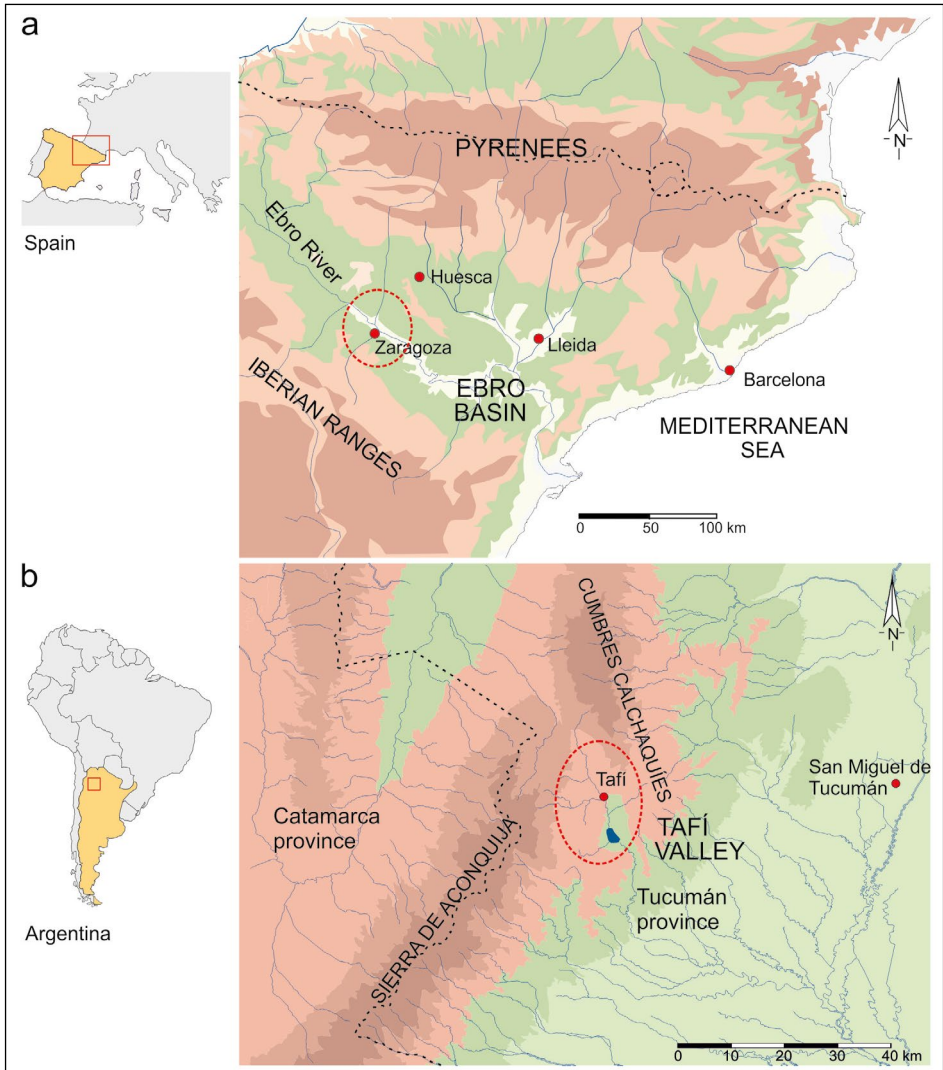 a
Spain
N
PYRENEES
Ebro River
Huesca
Zaragoza
Lleida
Barcelona
EBRO
BASIN
IBERIAN RANGES
MEDITERRANEAN
SEA
0 50 100 km
b
Argentina
N
CUMBRES CALCHAQUÍES
Tafí
San Miguel de
Tucumán
Catamarca
province
TAFÍ
VALLEY
Tucumán
province
SIERRA DE ACONQUIJA
0 10 20 30 40 km